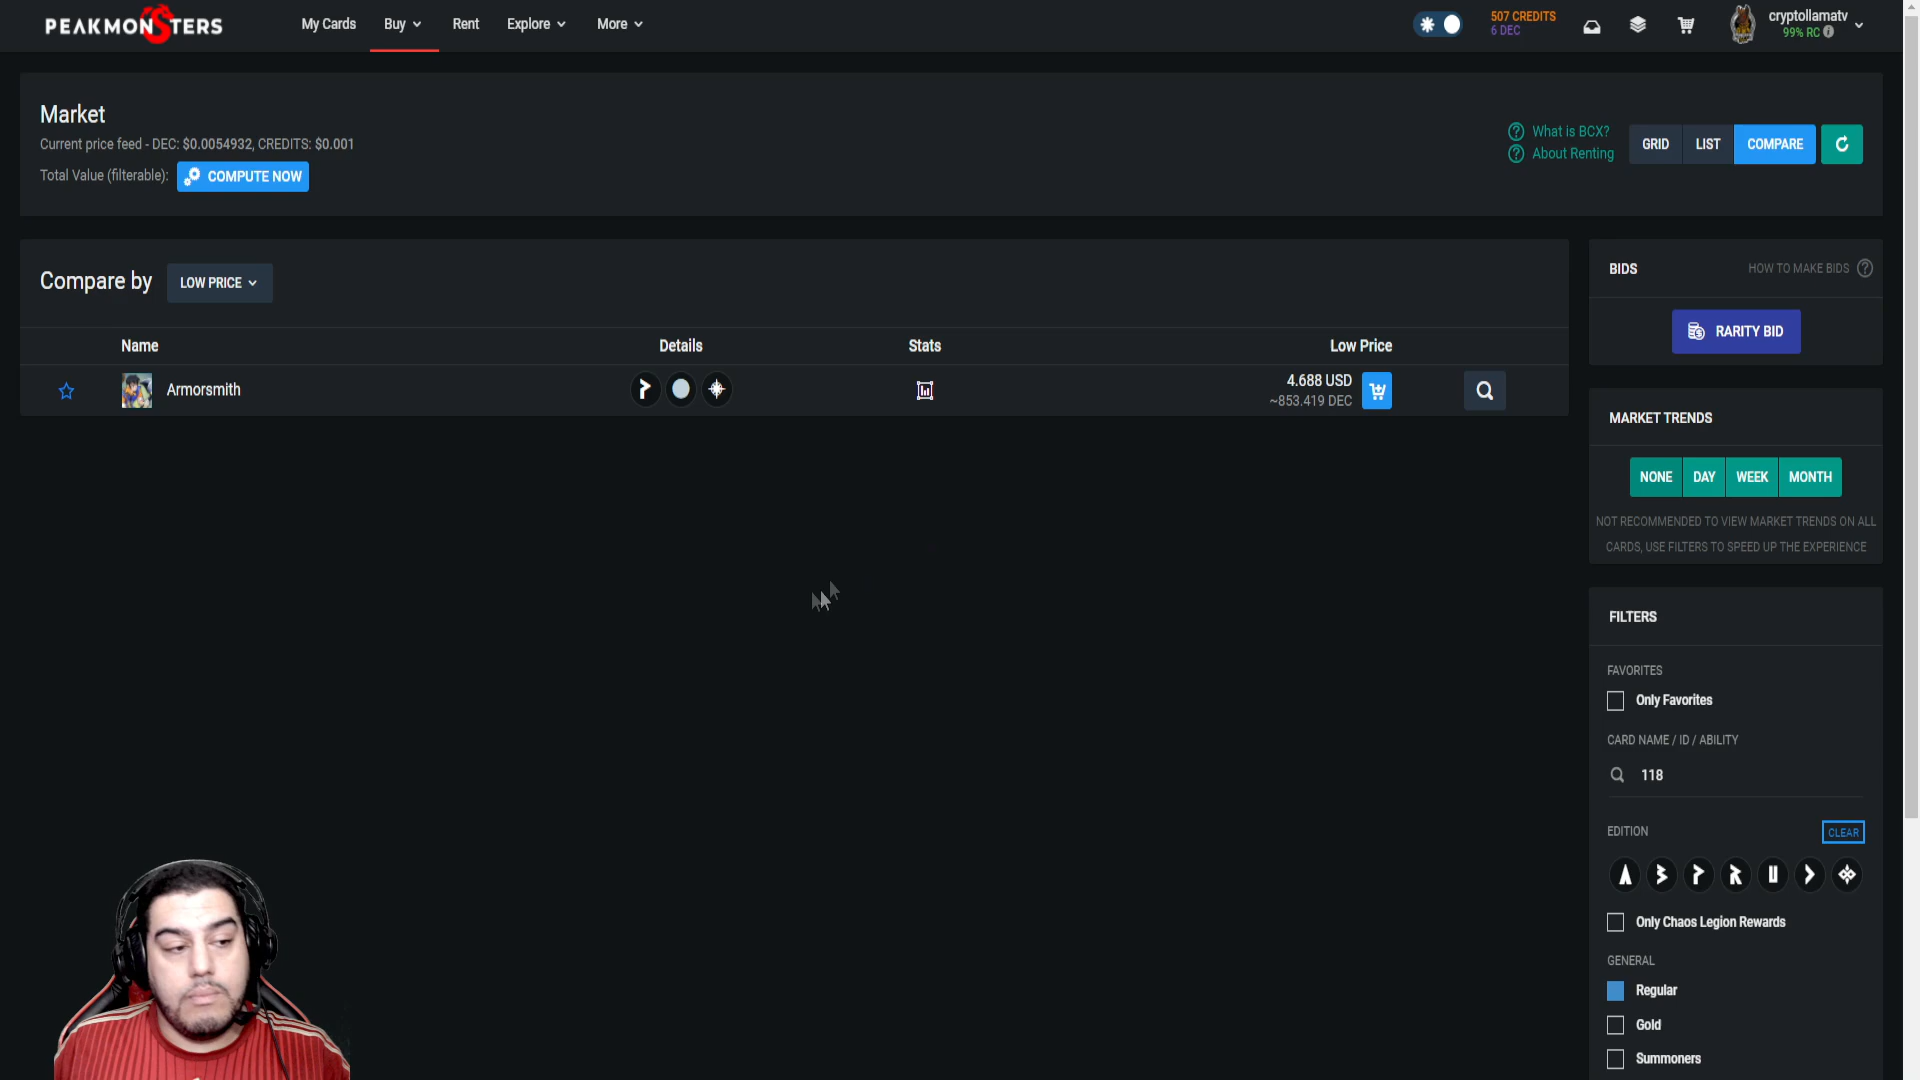 PEAKMONSTERS
My Cards
Buy
Rent
Explore
More
507 CREDITS
6 DEC
cryptollamatv
99% RC
Market
Current price feed - DEC: $0.0054932, CREDITS: $0.001
Total Value (filterable):
COMPUTE NOW
What is BCX?
About Renting
GRID
LIST
COMPARE
Compare by
LOW PRICE
Name
Details
Stats
Low Price
Armorsmith
4.688 USD
~853.419 DEC
BIDS
HOW TO MAKE BIDS
RARITY BID
MARKET TRENDS
NONE
DAY
WEEK
MONTH
NOT RECOMMENDED TO VIEW MARKET TRENDS ON ALL
CARDS, USE FILTERS TO SPEED UP THE EXPERIENCE
FILTERS
FAVORITES
Only Favorites
CARD NAME / ID / ABILITY
118
EDITION
CLEAR
Only Chaos Legion Rewards
GENERAL
Regular
Gold
Summoners